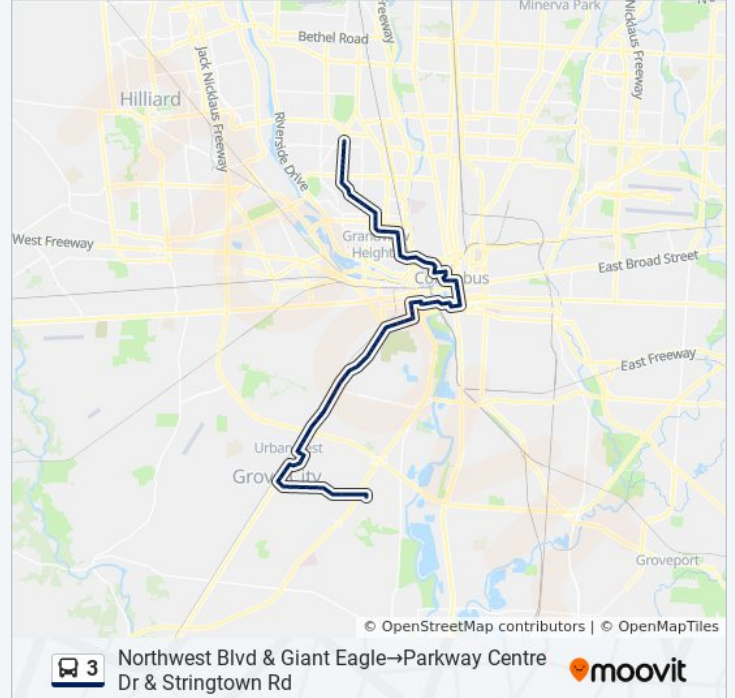 Minerva Park
Bethel Road
Freeway
Nicklaus Freeway
Jack Nicklaus Freeway
Hilliard
Riverside Drive
West Freeway
Grandview
Heights
East Broad Street
Columbus
East Freeway
Urbancrest
Grove City
Groveport
© OpenStreetMap contributors | © OpenMapTiles
3
Northwest Blvd & Giant Eagle→Parkway Centre
Dr & Stringtown Rd
moovit